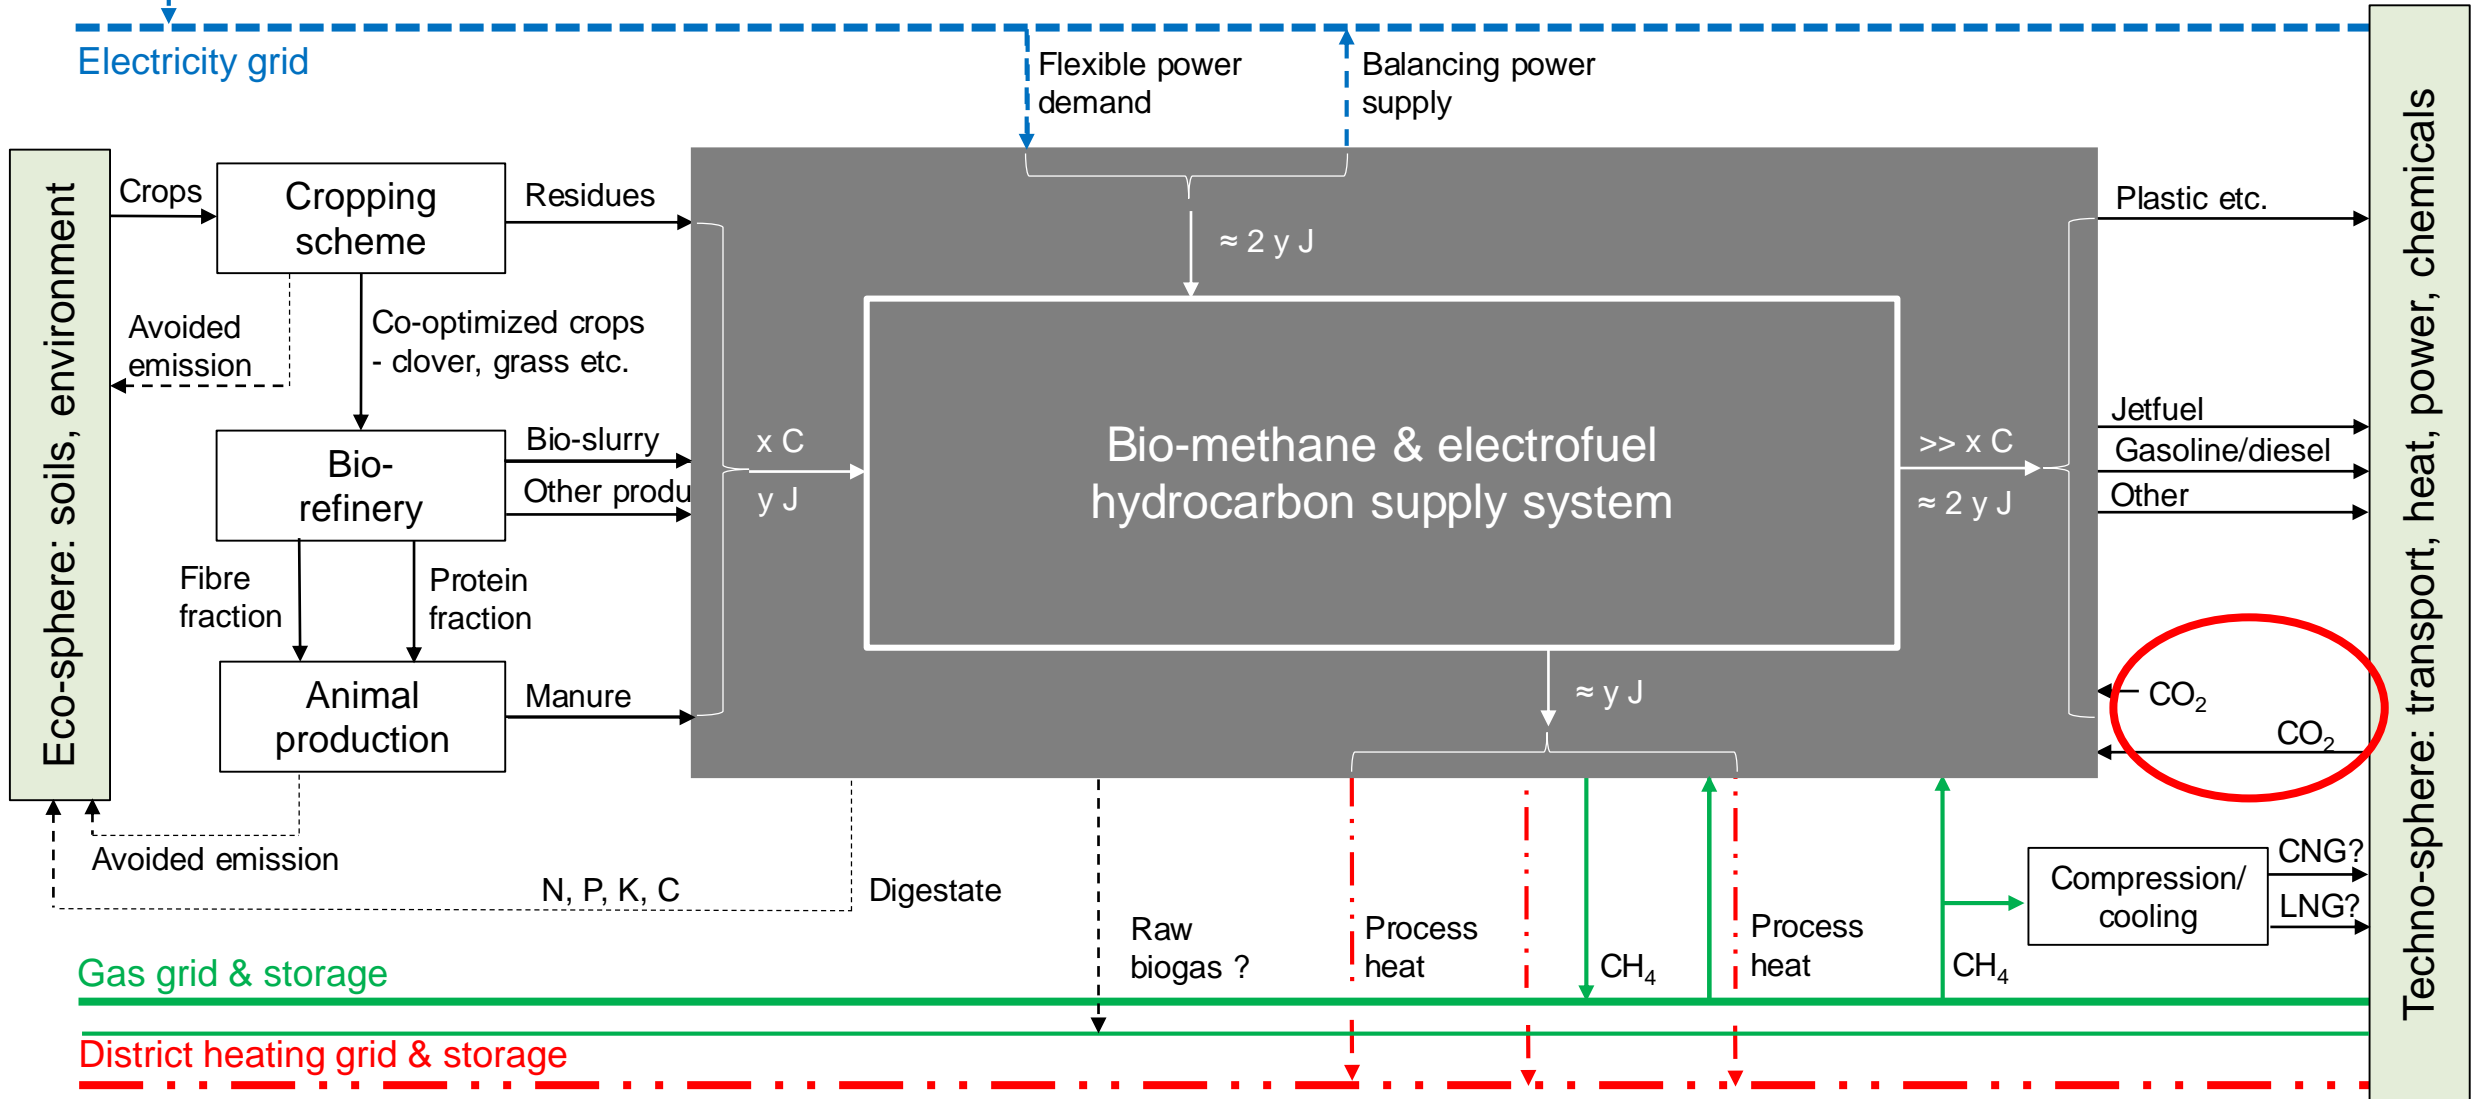 Electricity grid
Flexible power
demand
Balancing power
supply
Eco-sphere: soils, environment
Crops
Cropping
scheme
Residues
Avoided
emission
Co-optimized crops
- clover, grass etc.
Bio-
refinery
Bio-slurry
Other produ
Fibre
fraction
Protein
fraction
Animal
production
Manure
Avoided emission
N, P, K, C
Digestate
x C
y J
≈ 2 y J
Bio-methane & electrofuel
hydrocarbon supply system
>> x C
≈ 2 y J
≈ y J
Plastic etc.
Jetfuel
Gasoline/diesel
Other
CO₂
CO₂
Techno-sphere: transport, heat, power, chemicals
Compression/
cooling
CNG?
LNG?
Raw
biogas ?
Process
heat
CH₄
Process
heat
CH₄
Gas grid & storage
District heating grid & storage